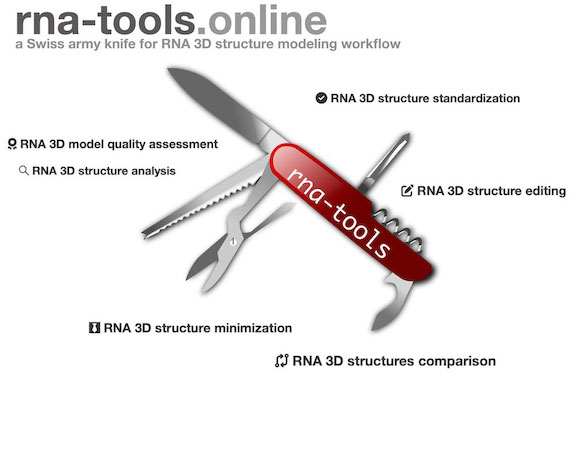 rna-tools.online
a Swiss army knife for RNA 3D structure modeling workflow
RNA 3D structure standardization
RNA 3D model quality assessment
RNA 3D structure analysis
RNA 3D structure editing
rna-tools
RNA 3D structure minimization
RNA 3D structures comparison